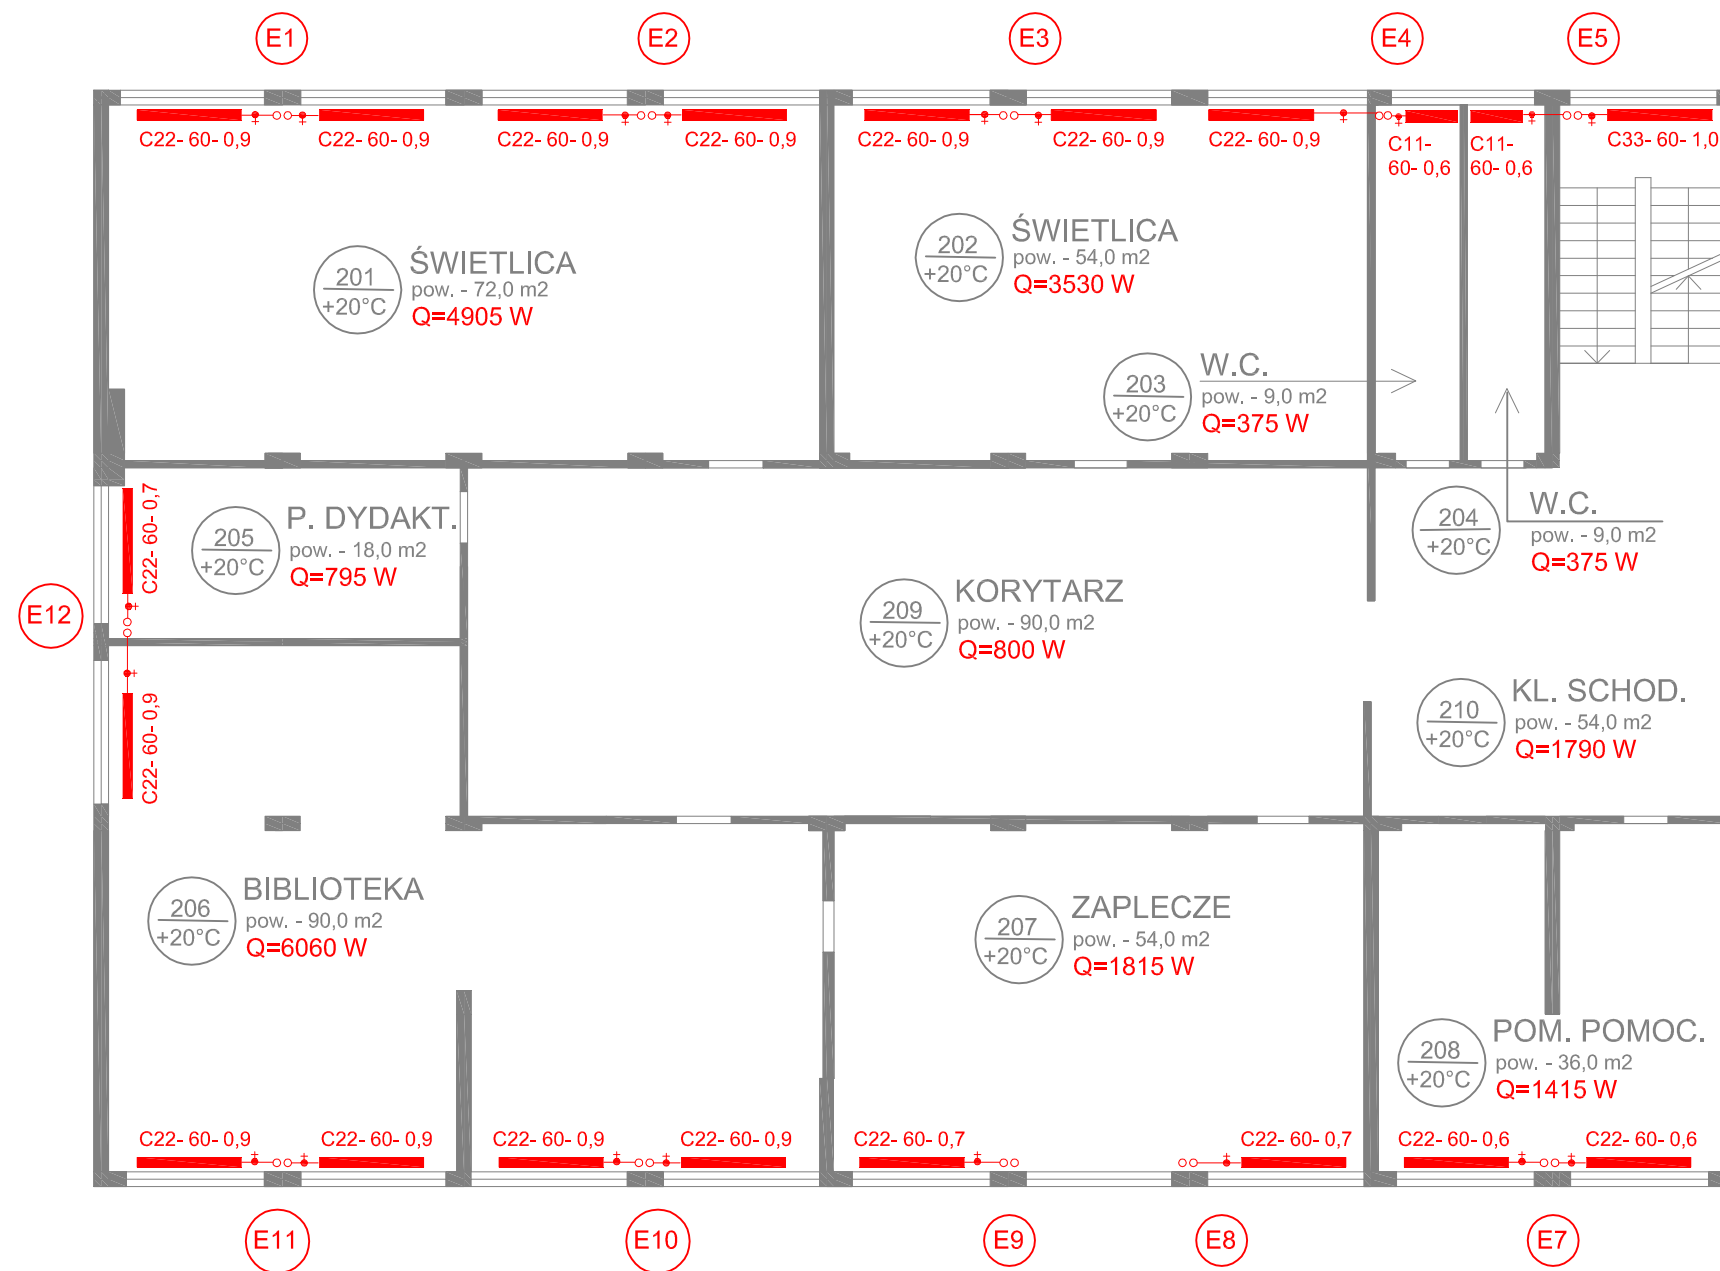 E1
E2
E3
E4
E5
C22- 60- 0,9
C22- 60- 0,9
C22- 60- 0,9
C22- 60- 0,9
C22- 60- 0,9
C22- 60- 0,9
C22- 60- 0,9
C11-
60- 0,6
C11-
60- 0,6
C33- 60- 1,0
201
+20°C
ŚWIETLICA
pow. - 72,0 m2
Q=4905 W
202
+20°C
ŚWIETLICA
pow. - 54,0 m2
Q=3530 W
203
+20°C
W.C.
pow. - 9,0 m2
Q=375 W
C22- 60- 0,7
205
+20°C
P. DYDAKT.
pow. - 18,0 m2
Q=795 W
204
+20°C
W.C.
pow. - 9,0 m2
Q=375 W
E12
209
+20°C
KORYTARZ
pow. - 90,0 m2
Q=800 W
C22- 60- 0,9
210
+20°C
KL. SCHOD.
pow. - 54,0 m2
Q=1790 W
206
+20°C
BIBLIOTEKA
pow. - 90,0 m2
Q=6060 W
207
+20°C
ZAPLECZE
pow. - 54,0 m2
Q=1815 W
208
+20°C
POM. POMOC.
pow. - 36,0 m2
Q=1415 W
C22- 60- 0,9
C22- 60- 0,9
C22- 60- 0,9
C22- 60- 0,9
C22- 60- 0,7
C22- 60- 0,7
C22- 60- 0,6
C22- 60- 0,6
E11
E10
E9
E8
E7